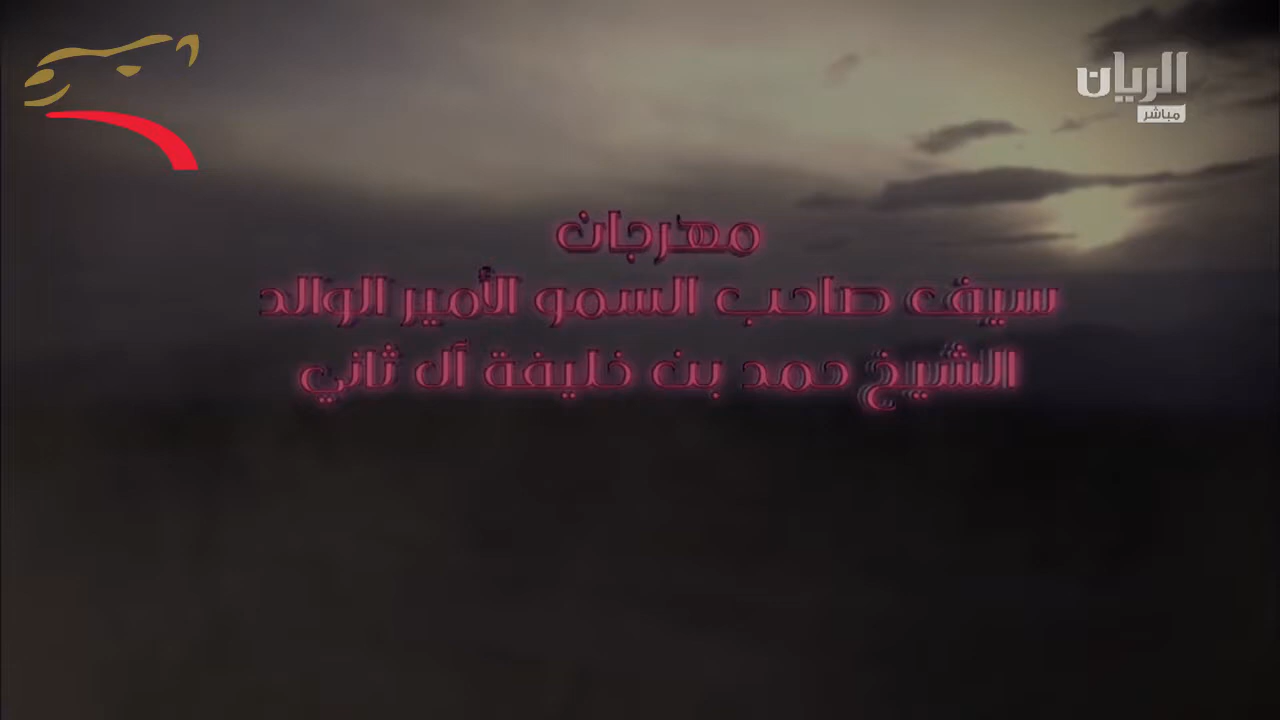 الريان
مباشر
مهرجان
سيف صاحب السمو الأمير الوالد
الشيخ حمد بن خليفة آل ثاني